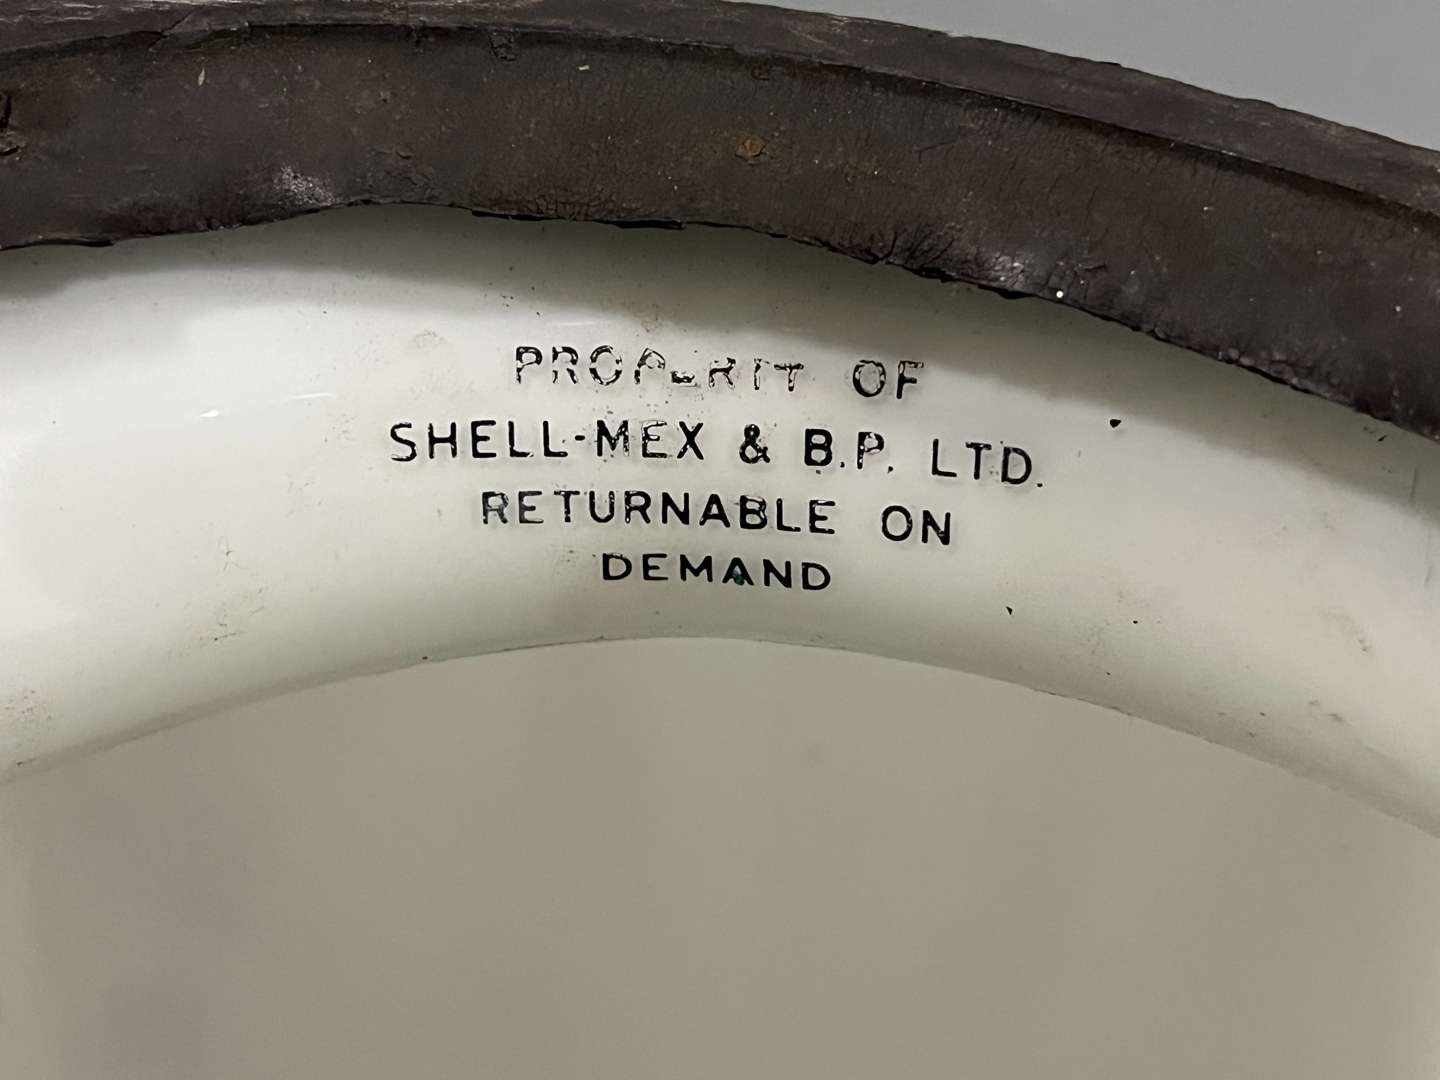 PROPERTY OF
SHELL-MEX & B.P. LTD.
RETURNABLE ON
DEMAND